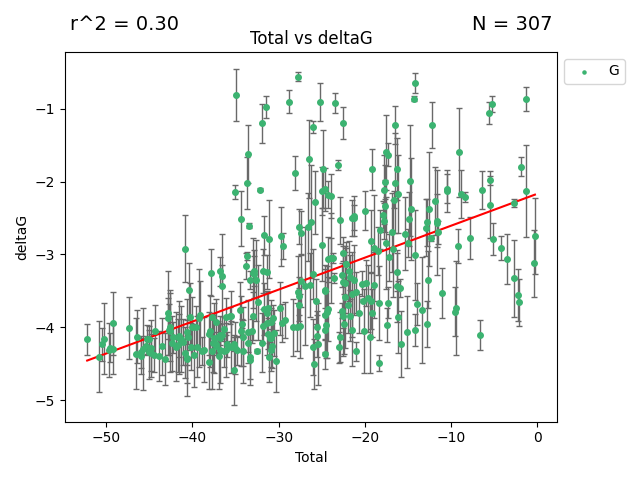 r^2 = 0.30
N = 307
Total vs deltaG
G
deltaG
−1
−2
−3
−4
−5
−50 −40 −30 −20 −10 0
Total